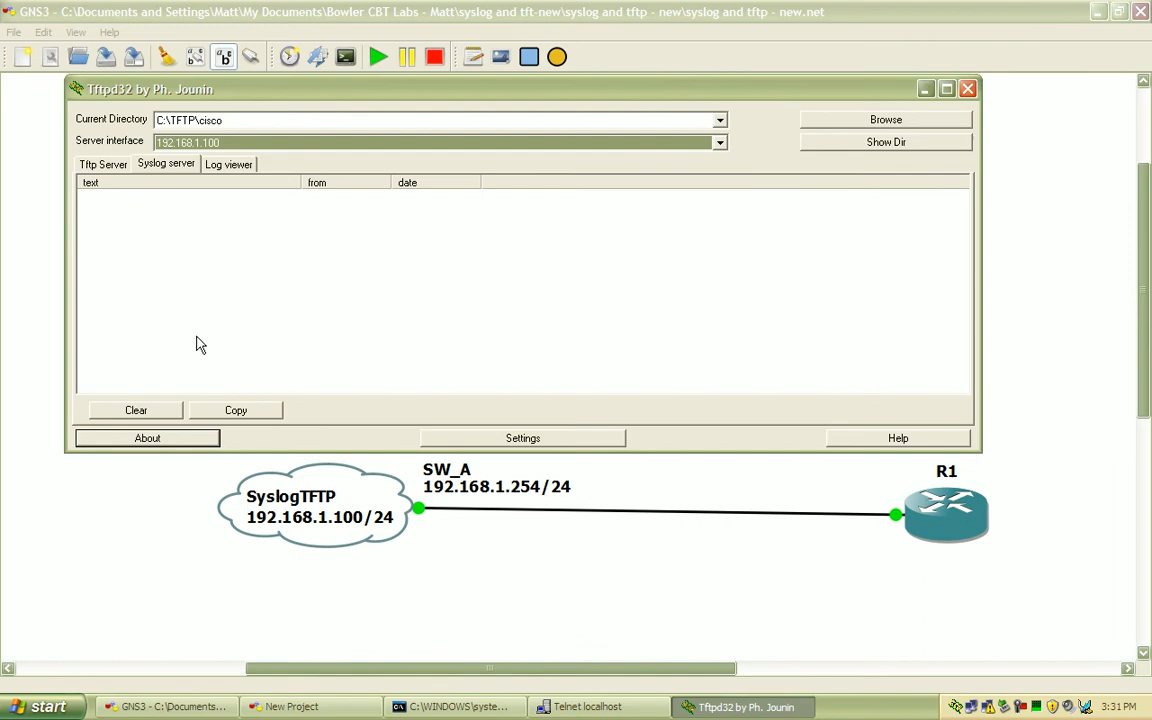 GNS3 - C:\Documents and Settings\Matt\My Documents\Bowler CBT Labs - Matt\syslog and tft-new\syslog and tftp - new\syslog and tftp - new.net
File Edit View Help
Tftpd32 by Ph. Jounin
Current Directory C:\TFTP\cisco Browse
Server interface 192.168.1.100 Show Dir
Tftp Server Syslog server Log viewer
text from date
Clear Copy
About Settings Help
SW_A
192.168.1.254/24
R1
SyslogTFTP
192.168.1.100/24
start GNS3 - C:\Documents... New Project C:\WINDOWS\syste... Telnet localhost Tftpd32 by Ph. Jounin 3:31 PM